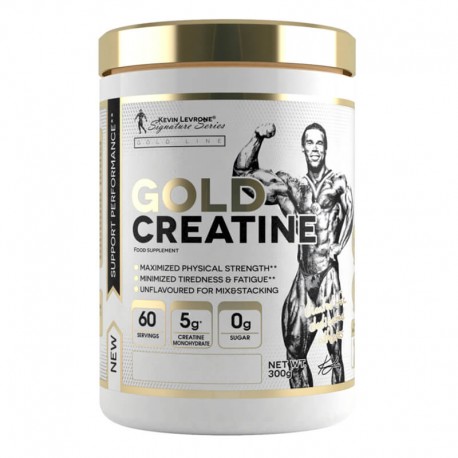 KEVIN LEVRONE®
Signature Series
GOLD LINE
GOLD
CREATINE
FOOD SUPPLEMENT
MAXIMIZED PHYSICAL STRENGTH**
MINIMIZED TIREDNESS & FATIGUE**
UNFLAVOURED FOR MIX&STACKING
60
SERVINGS
5g*
CREATINE
MONOHYDRATE
0g
SUGAR
NET WT.
300g
SUPPORT PERFORMANCE**
NEW